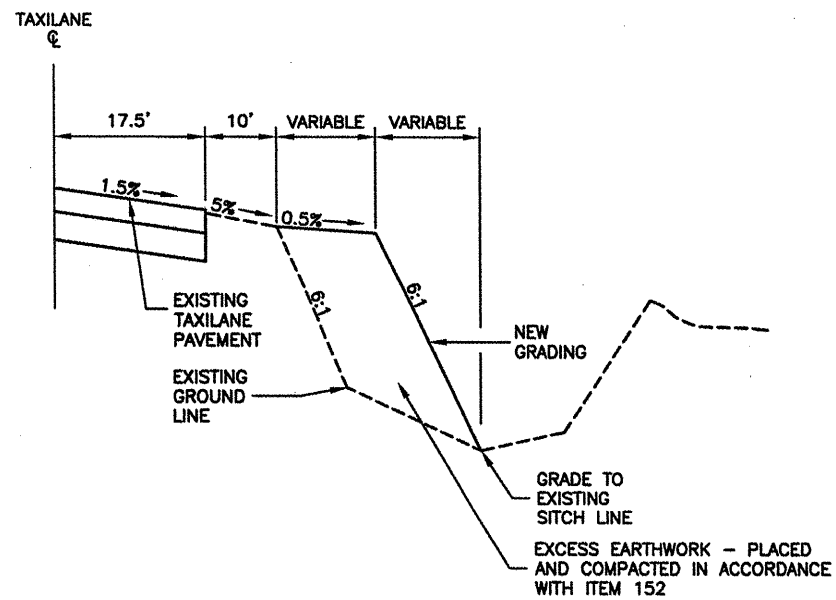 TAXILANE
℄
17.5'
10'
VARIABLE
VARIABLE
1.5%
5%
0.5%
6:1
6:1
EXISTING
TAXILANE
PAVEMENT
NEW
GRADING
EXISTING
GROUND
LINE
GRADE TO
EXISTING
SITCH LINE
EXCESS EARTHWORK – PLACED
AND COMPACTED IN ACCORDANCE
WITH ITEM 152